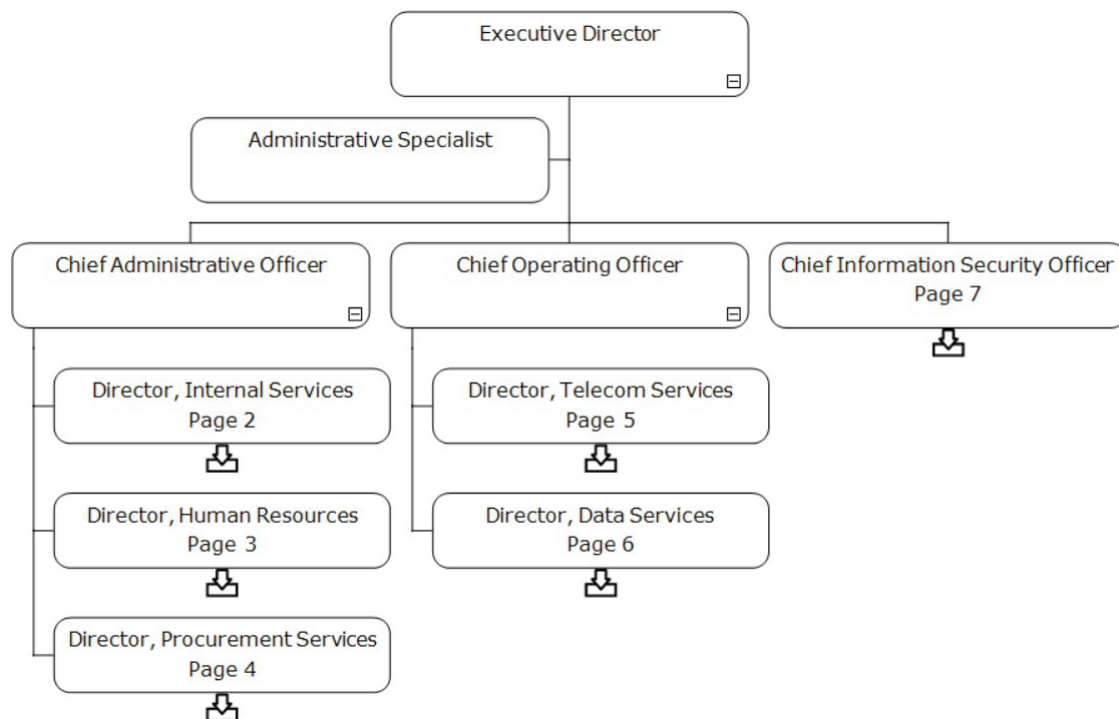 Executive Director
Administrative Specialist
Chief Administrative Officer
Chief Operating Officer
Chief Information Security Officer
Page 7
Director, Internal Services
Page 2
Director, Telecom Services
Page 5
Director, Human Resources
Page 3
Director, Data Services
Page 6
Director, Procurement Services
Page 4